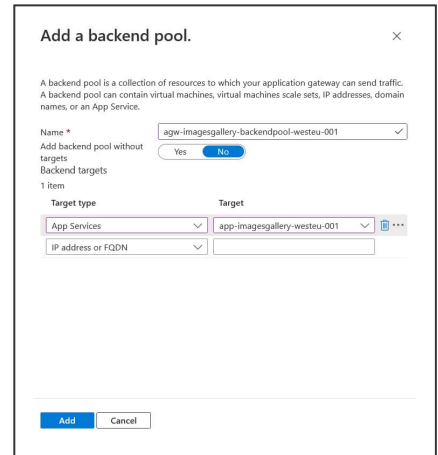 Add a backend pool.
A backend pool is a collection of resources to which your application gateway can send traffic.
A backend pool can contain virtual machines, virtual machines scale sets, IP addresses, domain
names, or an App Service.
Name * agw-imagesgallery-backendpool-westeu-001
Add backend pool without
targets Yes No
Backend targets
1 item
Target type Target
App Services app-imagesgallery-westeu-001
IP address or FQDN
Add Cancel